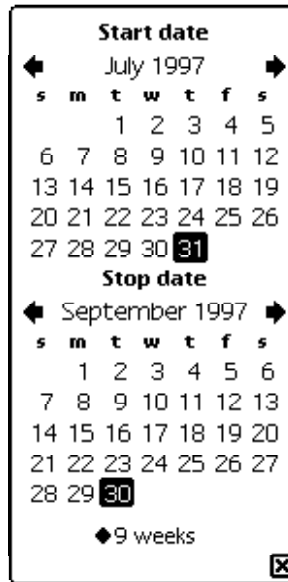 Start date
July 1997
s m t w t f s
1 2 3 4 5
6 7 8 9 10 11 12
13 14 15 16 17 18 19
20 21 22 23 24 25 26
27 28 29 30 31
Stop date
September 1997
s m t w t f s
1 2 3 4 5 6
7 8 9 10 11 12 13
14 15 16 17 18 19 20
21 22 23 24 25 26 27
28 29 30
◆9 weeks